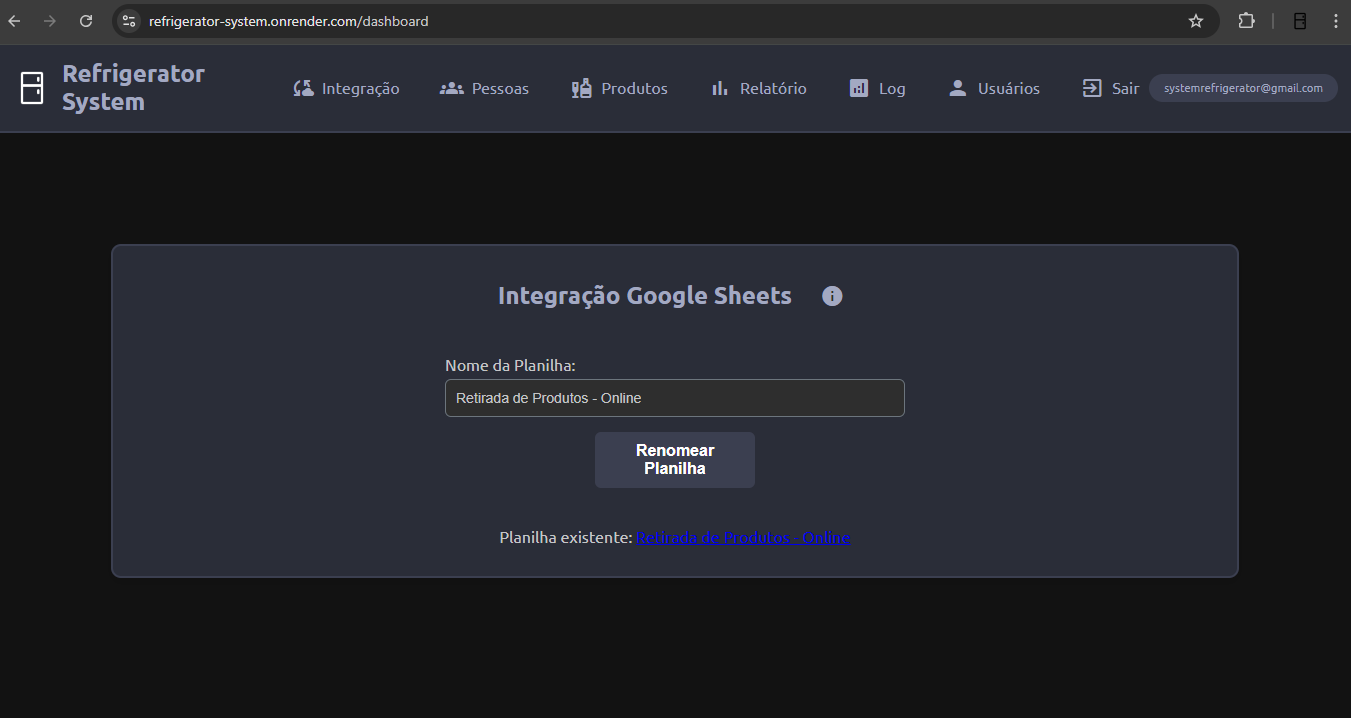 refrigerator-system.onrender.com/dashboard
Refrigerator
System
Integração
Pessoas
Produtos
Relatório
Log
Usuários
Sair
systemrefrigerator@gmail.com
Integração Google Sheets
Nome da Planilha:
Retirada de Produtos - Online
Renomear
Planilha
Planilha existente: Retirada de Produtos - Online